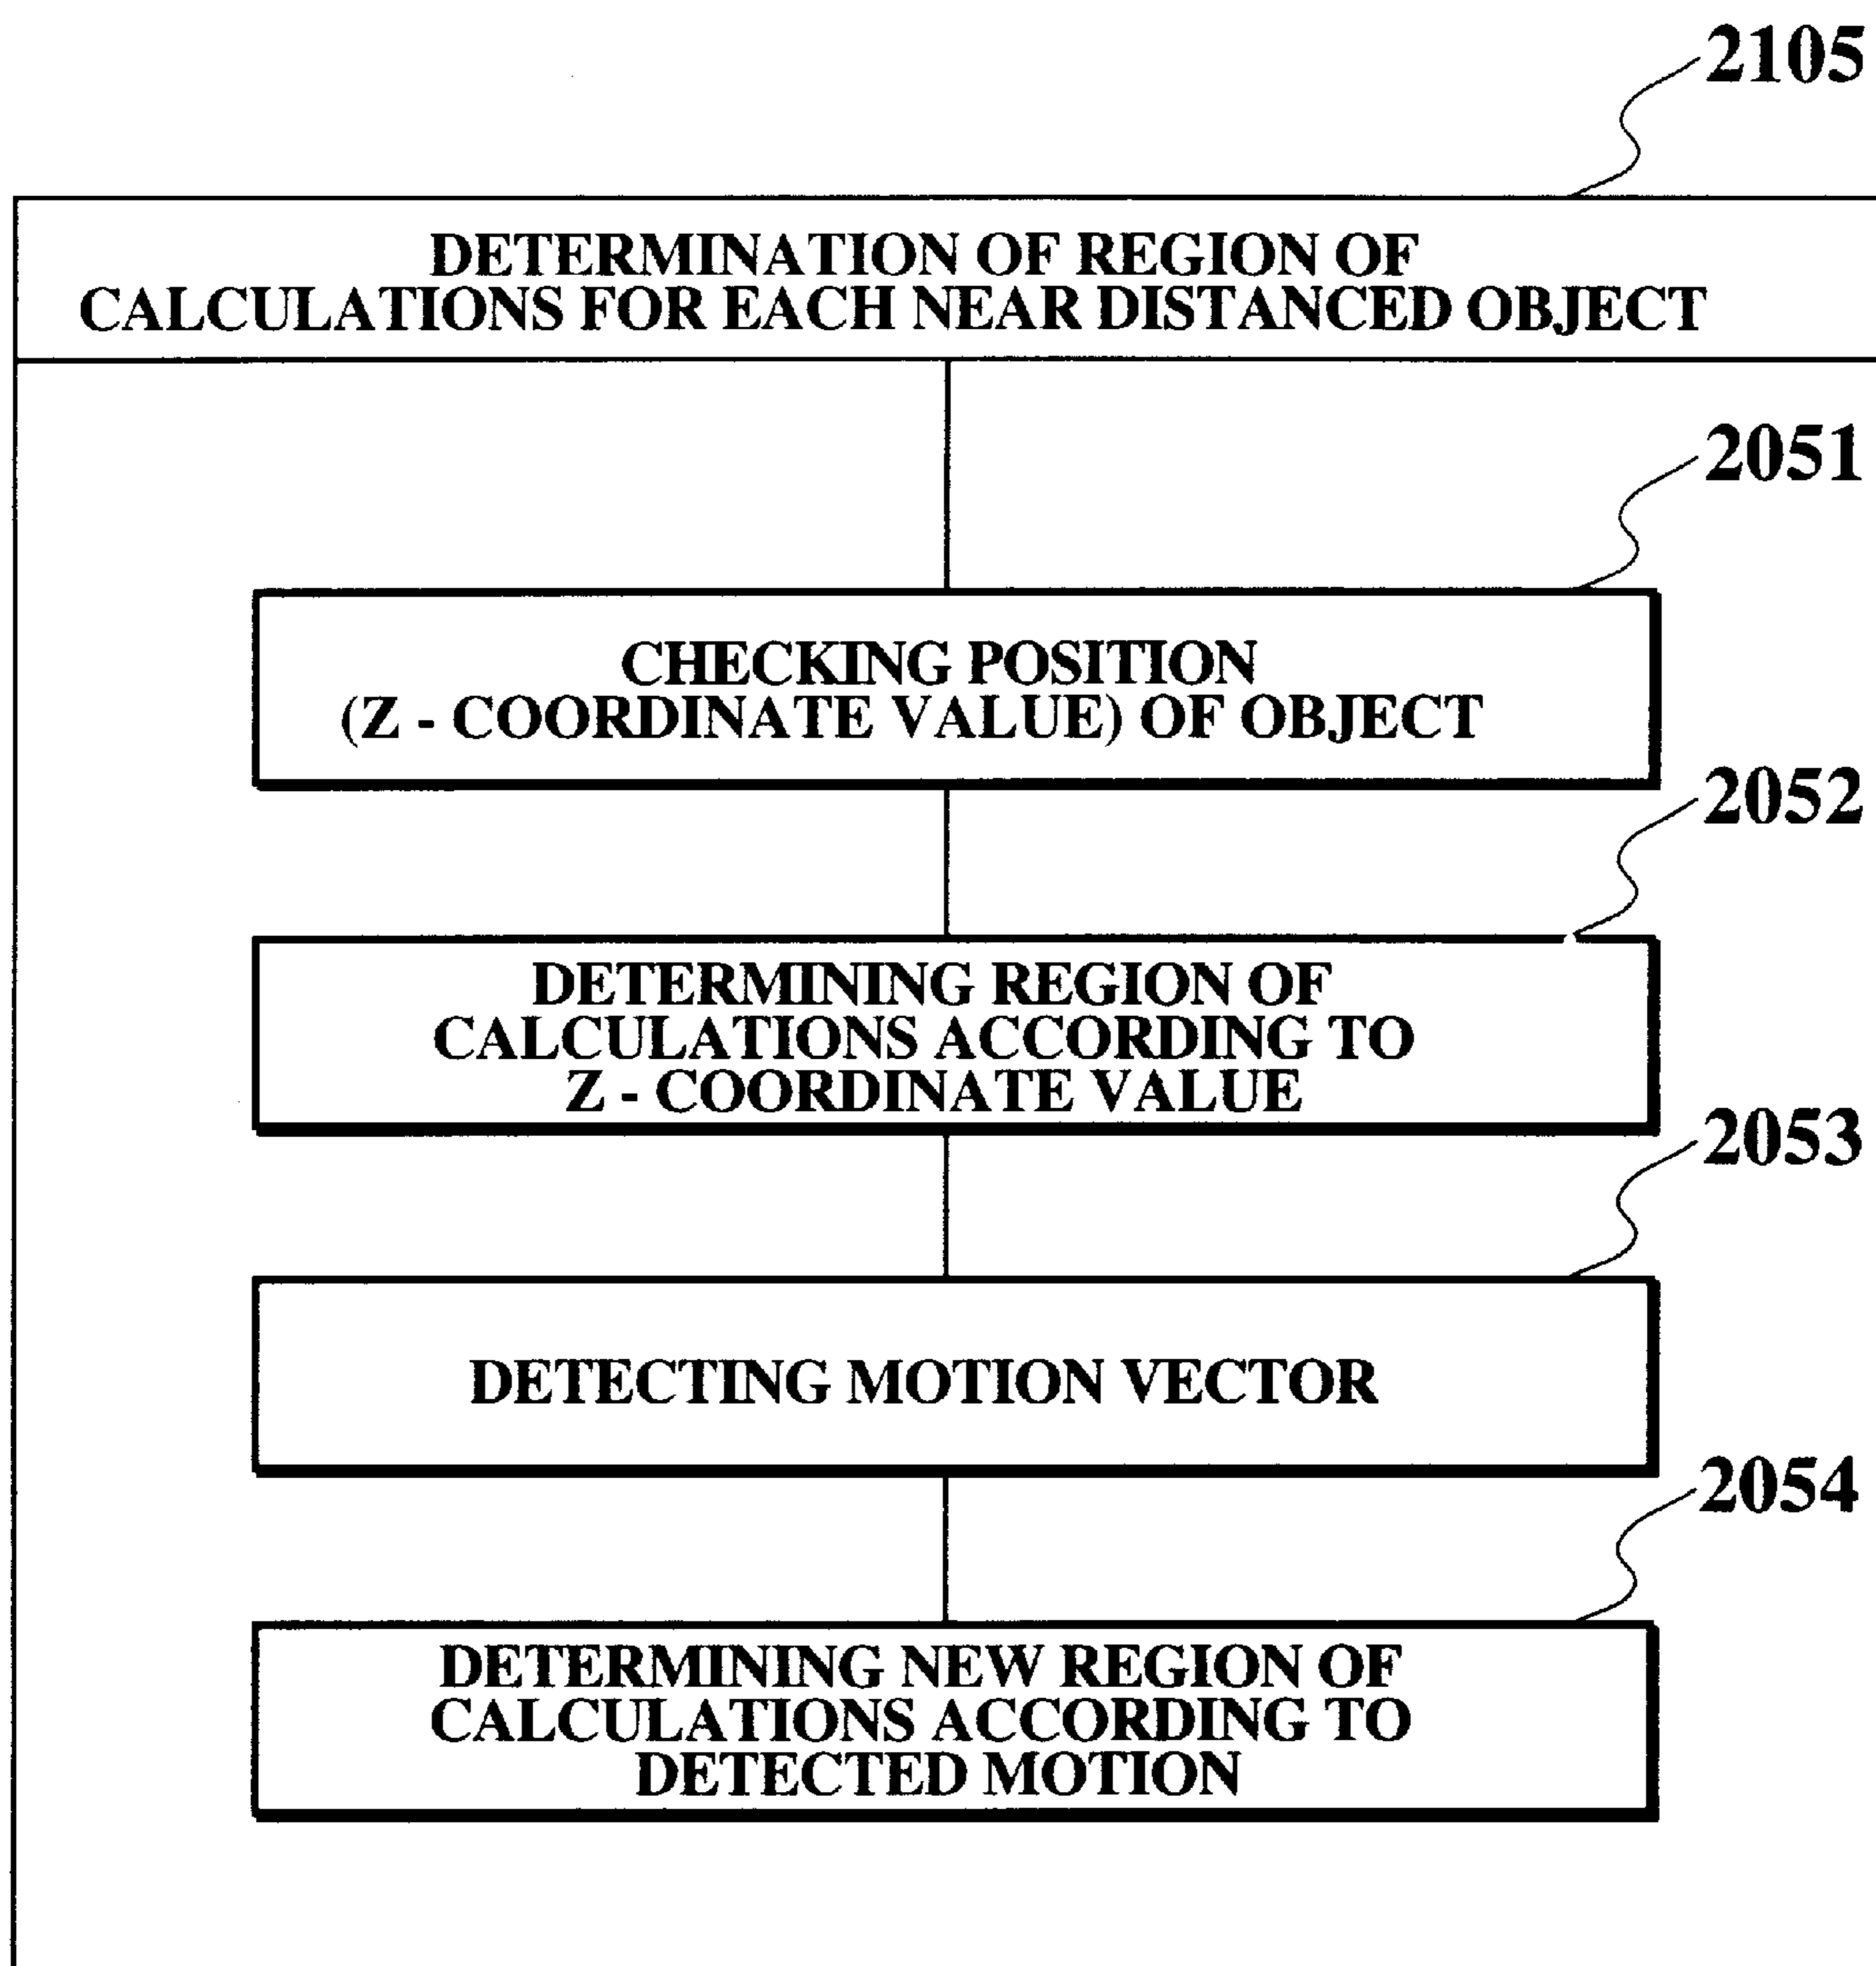 2105
DETERMINATION OF REGION OF
CALCULATIONS FOR EACH NEAR DISTANCED OBJECT
2051
CHECKING POSITION
(Z - COORDINATE VALUE) OF OBJECT
2052
DETERMINING REGION OF
CALCULATIONS ACCORDING TO
Z - COORDINATE VALUE
2053
DETECTING MOTION VECTOR
2054
DETERMINING NEW REGION OF
CALCULATIONS ACCORDING TO
DETECTED MOTION